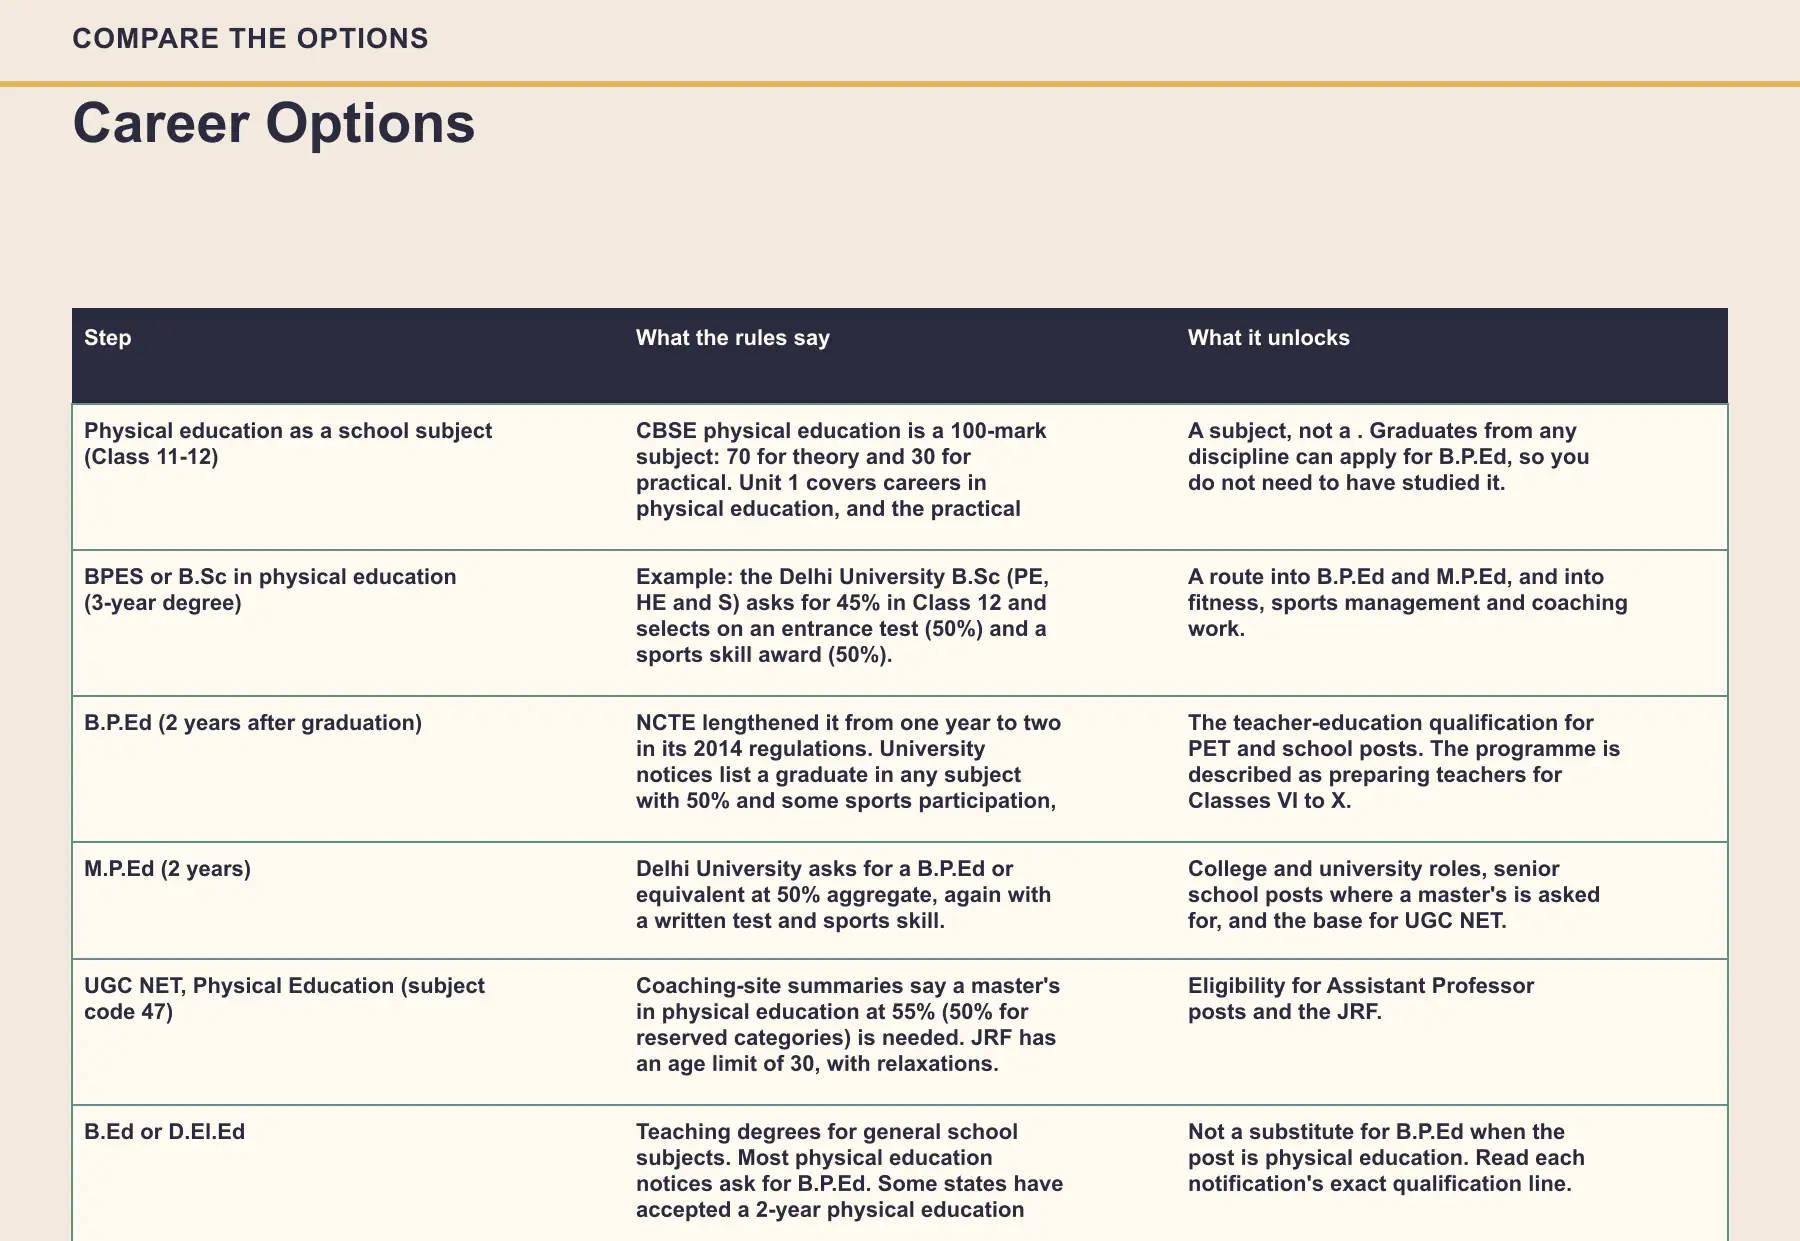 COMPARE THE OPTIONS
Career Options
Step
What the rules say
What it unlocks
Physical education as a school subject
(Class 11-12)
CBSE physical education is a 100-mark
subject: 70 for theory and 30 for
practical. Unit 1 covers careers in
physical education, and the practical
A subject, not a . Graduates from any
discipline can apply for B.P.Ed, so you
do not need to have studied it.
BPES or B.Sc in physical education
(3-year degree)
Example: the Delhi University B.Sc (PE,
HE and S) asks for 45% in Class 12 and
selects on an entrance test (50%) and a
sports skill award (50%).
A route into B.P.Ed and M.P.Ed, and into
fitness, sports management and coaching
work.
B.P.Ed (2 years after graduation)
NCTE lengthened it from one year to two
in its 2014 regulations. University
notices list a graduate in any subject
with 50% and some sports participation,
The teacher-education qualification for
PET and school posts. The programme is
described as preparing teachers for
Classes VI to X.
M.P.Ed (2 years)
Delhi University asks for a B.P.Ed or
equivalent at 50% aggregate, again with
a written test and sports skill.
College and university roles, senior
school posts where a master's is asked
for, and the base for UGC NET.
UGC NET, Physical Education (subject
code 47)
Coaching-site summaries say a master's
in physical education at 55% (50% for
reserved categories) is needed. JRF has
an age limit of 30, with relaxations.
Eligibility for Assistant Professor
posts and the JRF.
B.Ed or D.El.Ed
Teaching degrees for general school
subjects. Most physical education
notices ask for B.P.Ed. Some states have
accepted a 2-year physical education
Not a substitute for B.P.Ed when the
post is physical education. Read each
notification's exact qualification line.